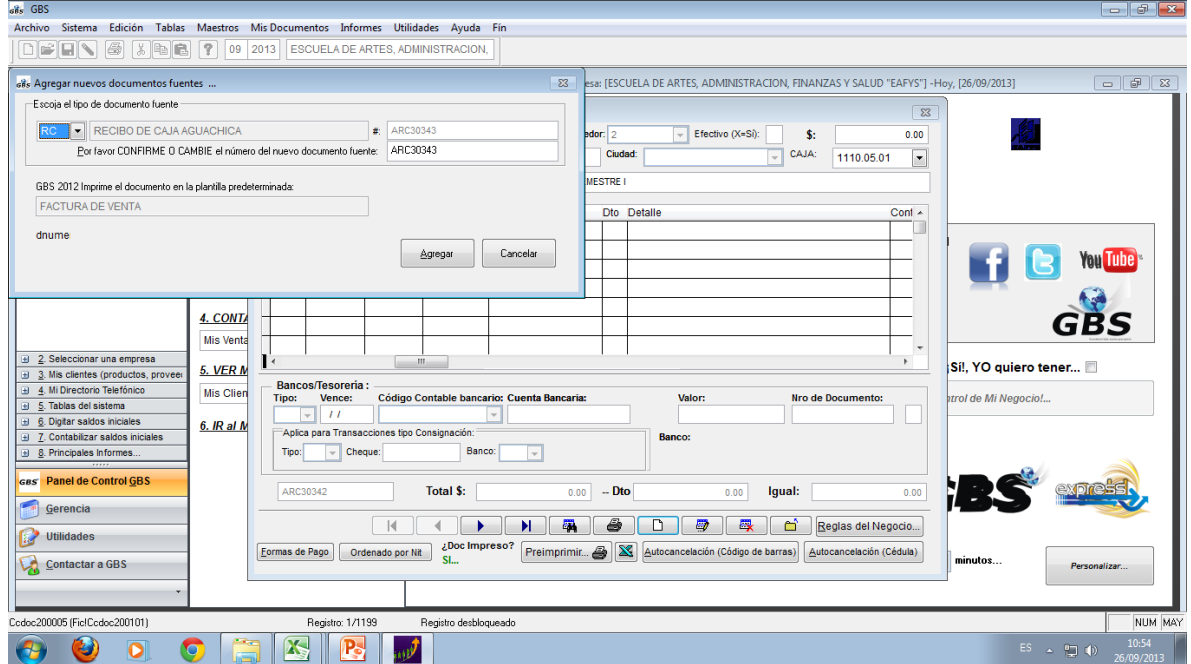 GBS
Archivo Sistema Edición Tablas Maestros Mis Documentos Informes Utilidades Ayuda Fin
09 2013 ESCUELA DE ARTES, ADMINISTRACION,
Agregar nuevos documentos fuentes ...
esa: [ESCUELA DE ARTES, ADMINISTRACION, FINANZAS Y SALUD "EAFYS"] -Hoy, [26/09/2013]
Escoja el tipo de documento fuente
RC RECIBO DE CAJA AGUACHICA #: ARC30343
Por favor CONFIRME O CAMBIE el número del nuevo documento fuente: ARC30343
GBS 2012 Imprime el documento en la plantilla predeterminada:
FACTURA DE VENTA
dnume
Agregar Cancelar
edor: 2 Efectivo (X=Sí): $: 0.00
Ciudad: CAJA: 1110.05.01
MESTRE I
Dto Detalle Cont
You Tube
GBS
4. CONTA
Mis Venta
5. VER M
Mis Clien
6. IR al M
2. Seleccionar una empresa
3. Mis clientes (productos, provee
4. Mi Directorio Telefónico
5. Tablas del sistema
6. Digitar saldos iniciales
7. Contabilizar saldos iniciales
8. Principales Informes...
GBS Panel de Control GBS
Gerencia
Utilidades
Contactar a GBS
Bancos/Tesoreria :
Tipo: Vence: Código Contable bancario: Cuenta Bancaria: Valor: Nro de Documento:
/ /
Aplica para Transacciones tipo Consignación:
Tipo: Cheque: Banco:
Banco:
ARC30342 Total $: 0.00 -- Dto 0.00 Igual: 0.00
Reglas del Negocio...
Formas de Pago Ordenado por Nit ¿Doc Impreso? SI... Preimprimir... Autocancelación (Código de barras) Autocancelación (Cédula)
¡Sí!, YO quiero tener...
ntrol de Mi Negocio!...
GBS express
minutos...
Personalizar...
Ccdoc200005 (Fic!Ccdoc200101) Registro: 1/1199 Registro desbloqueado NUM MAY
ES 10:54
26/09/2013